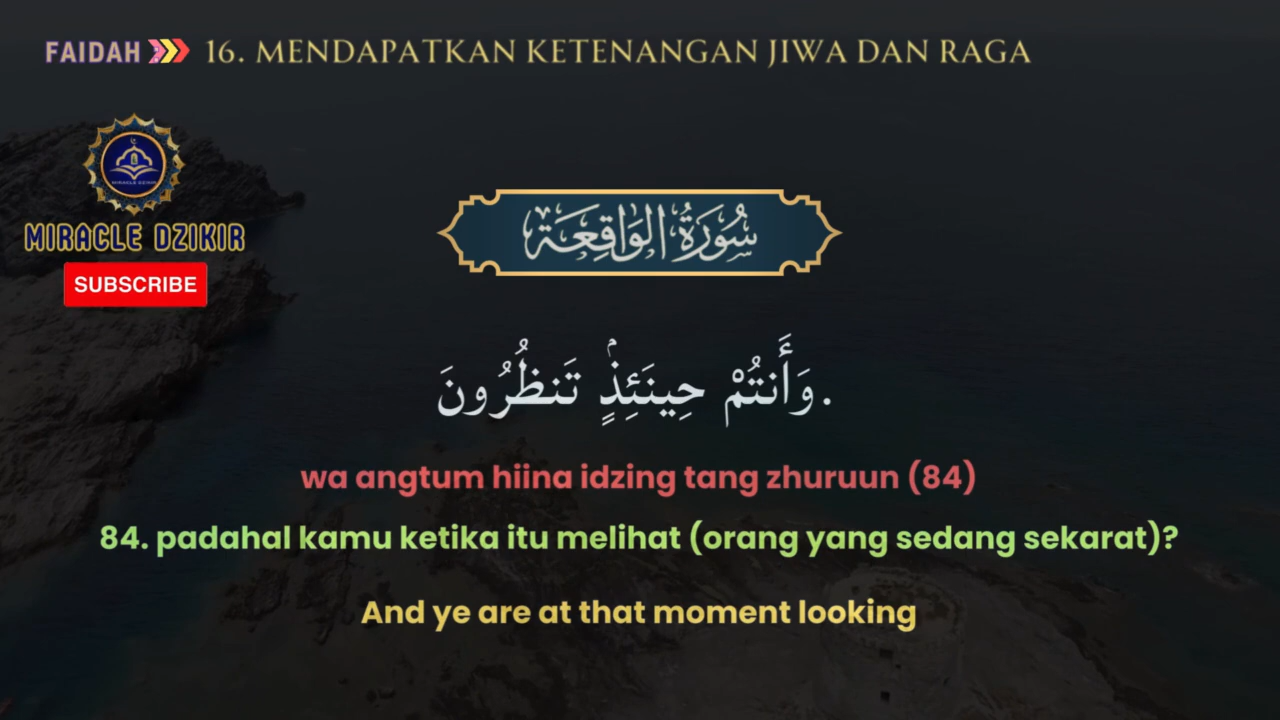 FAIDAH 16. MENDAPATKAN KETENANGAN JIWA DAN RAGA
MIRACLE DZIKIR
MIRACLE DZIKIR
SUBSCRIBE
سُورَةُ الوَاقِعَة
وَأَنتُمْ حِينَئِذٍۢ تَنظُرُونَ.
wa angtum hiina idzing tang zhuruun (84)
84. padahal kamu ketika itu melihat (orang yang sedang sekarat)?
And ye are at that moment looking